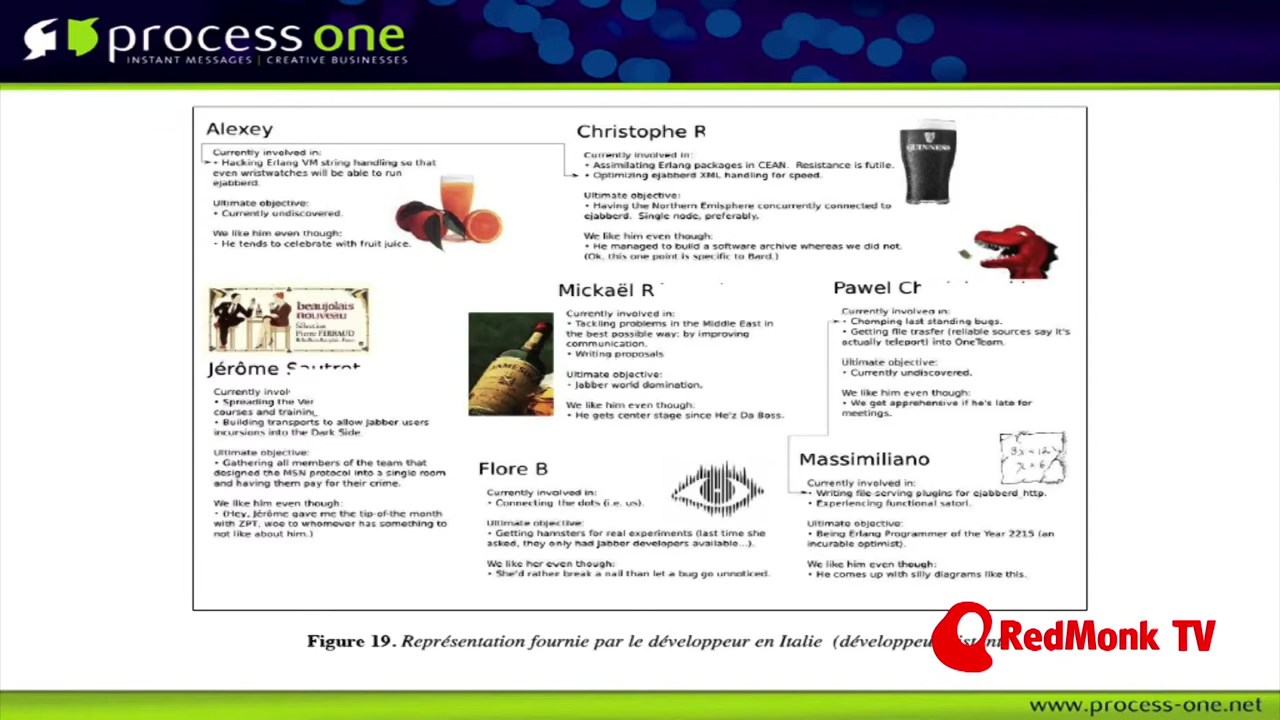 process one
INSTANT MESSAGES | CREATIVE BUSINESSES
Alexey
Currently involved in:
• Hacking Erlang VM string handling so that
even wristwatches will be able to run
ejabberd.
Ultimate objective:
• Currently undiscovered.
We like him even though:
• He tends to celebrate with fruit juice.
Christophe R
Currently involved in:
• Assimilating Erlang packages in CEAN. Resistance is futile.
• Optimizing ejabberd XML handling for speed.
Ultimate objective:
• Having the Northern Emisphere concurrently connected to
ejabberd. Single node, preferably.
We like him even though:
• He managed to build a software archive whereas we did not.
(Ok, this one point is specific to Bard.)
GUINNESS
beaujolais
nouveau
Sélection
Pierre FERRAUD
Jérôme Sautret
Currently invol
• Spreading the Ver
courses and training
• Building transports to allow Jabber users
incursions into the Dark Side.
Ultimate objective:
• Gathering all members of the team that
designed the MSN protocol into a single room
and having them pay for their crime.
We like him even though:
• (Hey, Jérôme gave me the tip-of-the month
with ZPT, woe to whomever has something to
not like about him.)
Mickaël R
Currently involved in:
• Tackling problems in the Middle East in
the best possible way: by improving
communication.
• Writing proposals
Ultimate objective:
• Jabber world domination.
We like him even though:
• He gets center stage since He'z Da Boss.
JAMESON
Pawel Ch
Currently involved in:
• Chomping last standing bugs.
• Getting file trasfer (reliable sources say it's
actually teleport) into OneTeam.
Ultimate objective:
• Currently undiscovered.
We like him even though:
• We get apprehensive if he's late for
meetings.
Flore B
Currently involved in:
• Connecting the dots (i.e. us).
Ultimate objective:
• Getting hamsters for real experiments (last time she
asked, they only had Jabber developers available...).
We like her even though:
• She'd rather break a nail than let a bug go unnoticed.
Massimiliano
Currently involved in:
• Writing file-serving plugins for ejabberd_http.
• Experiencing functional satori.
Ultimate objective:
• Being Erlang Programmer of the Year 2215 (an
incurable optimist).
We like him even though:
• He comes up with silly diagrams like this.
Figure 19. Représentation fournie par le développeur en Italie (développeur
RedMonk TV
www.process-one.net